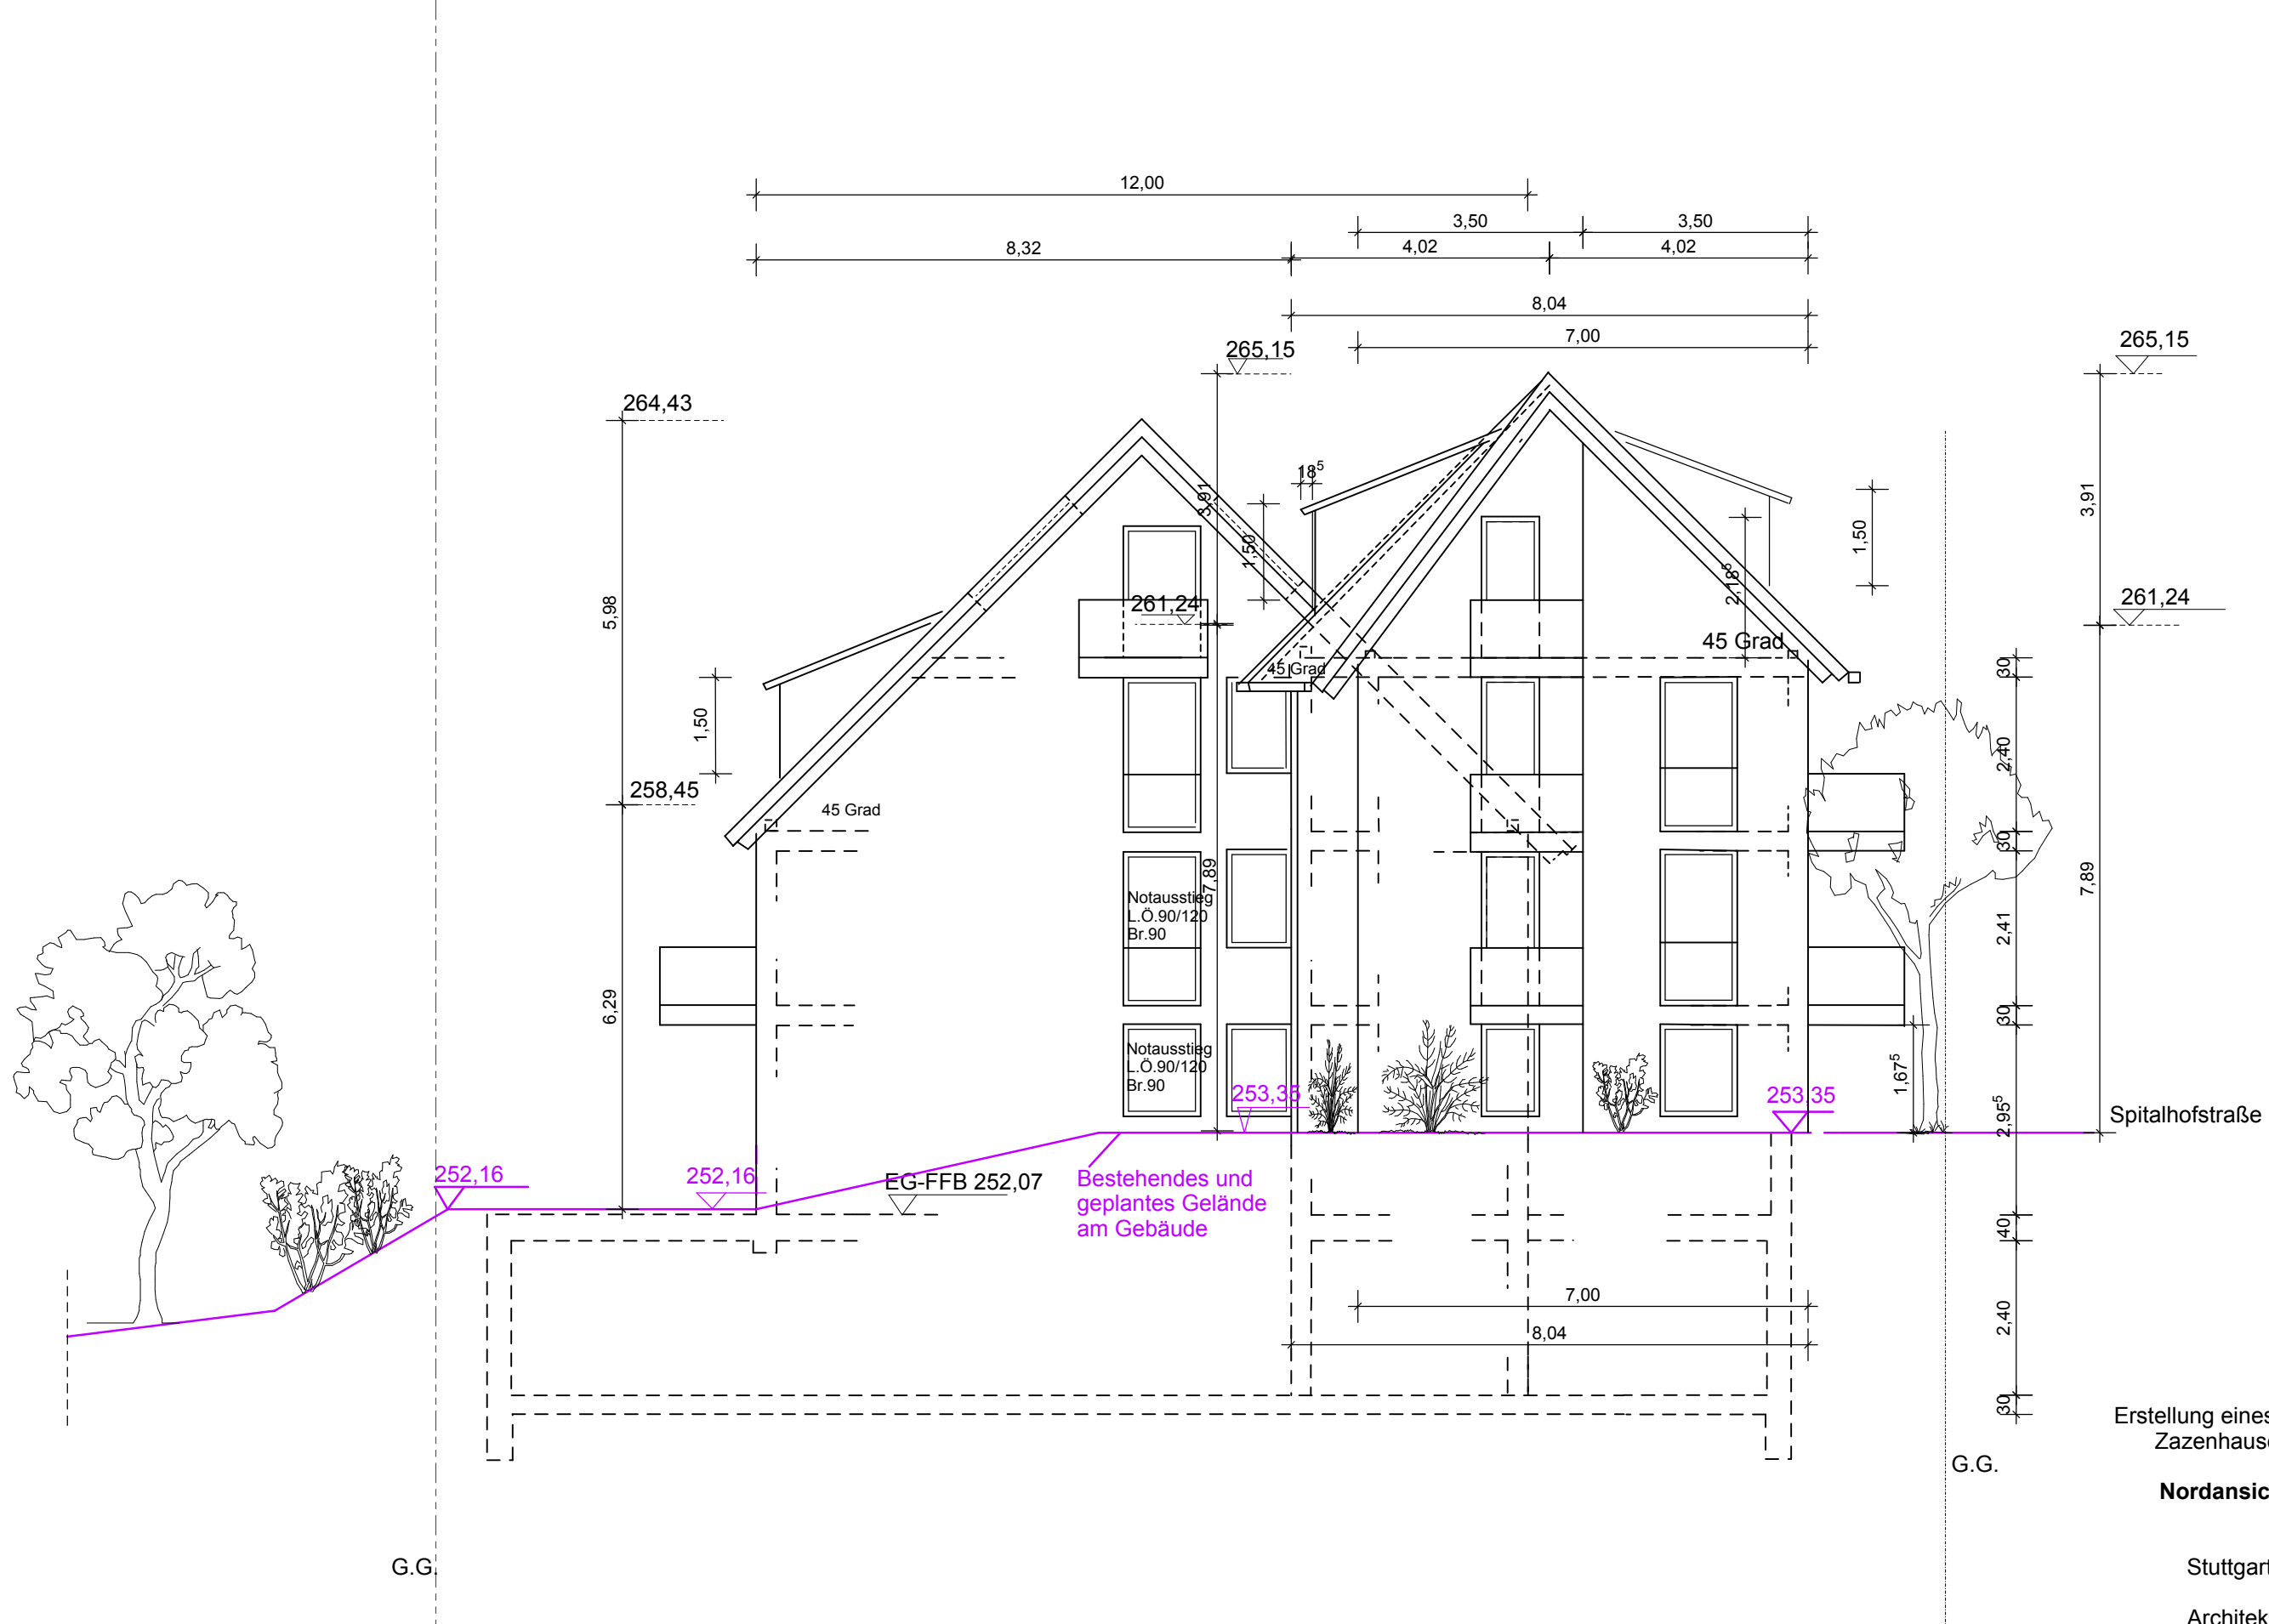 12,00
3,50
3,50
8,32
4,02
4,02
8,04
7,00
265,15
265,15
264,43
18⁵
3,91
3,91
1,50
1,50
2,18⁵
5,98
261,24
261,24
45 Grad
45 Grad
30
1,50
2,40
258,45
45 Grad
30
7,89
7,89
Notausstieg
L.Ö.90/120
Br.90
2,41
6,29
30
Notausstieg
L.Ö.90/120
Br.90
1,67⁵
253,35
253,35
2,95⁵
Spitalhofstraße
252,16
252,16
EG-FFB 252,07
Bestehendes und
geplantes Gelände
am Gebäude
40
7,00
2,40
8,04
30
Erstellung eines
Zazenhause
G.G.
Nordansic
G.G.
Stuttgart
Architek